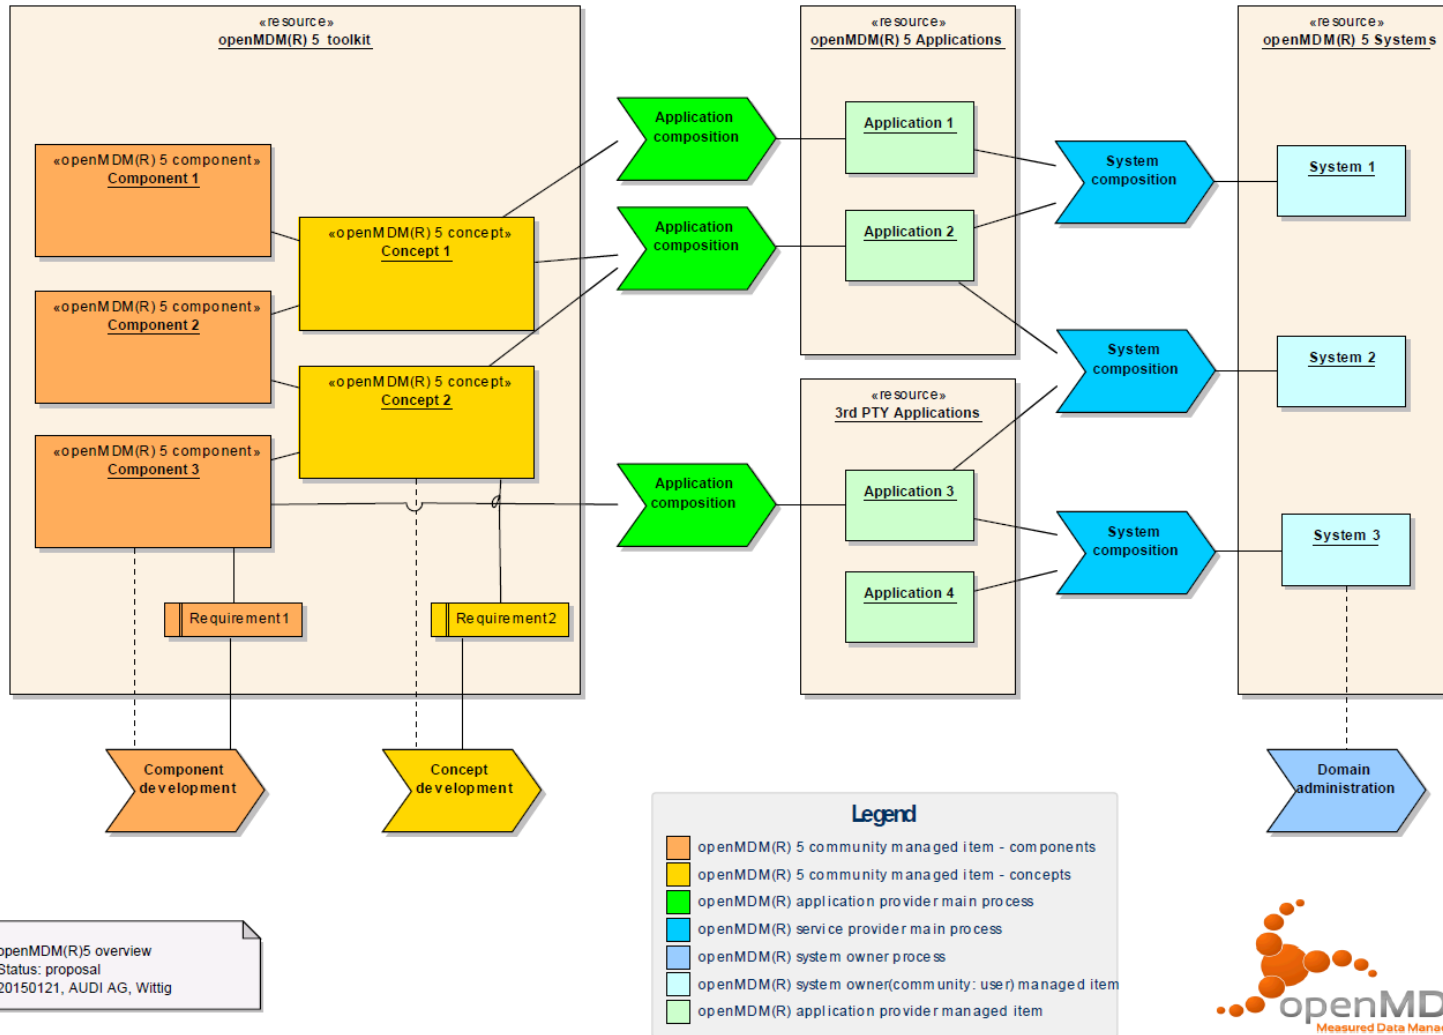 «resource»
openMDM(R) 5 toolkit
«openMDM(R) 5 component»
Component 1
«openMDM(R) 5 component»
Component 2
«openMDM(R) 5 component»
Component 3
«openMDM(R) 5 concept»
Concept 1
«openMDM(R) 5 concept»
Concept 2
Requirement1
Requirement2
Component
development
Concept
development
Application
composition
Application
composition
Application
composition
«resource»
openMDM(R) 5 Applications
Application 1
Application 2
«resource»
3rd PTY Applications
Application 3
Application 4
System
composition
System
composition
System
composition
«resource»
openMDM(R) 5 Systems
System 1
System 2
System 3
Domain
administration
Legend
openMDM(R) 5 community managed item - components
openMDM(R) 5 community managed item - concepts
openMDM(R) application provider main process
openMDM(R) service provider main process
openMDM(R) system owner process
openMDM(R) system owner(community: user) managed item
openMDM(R) application provider managed item
openMDM(R)5 overview
Status: proposal
20150121, AUDI AG, Wittig
openMD
Measured Data Manag